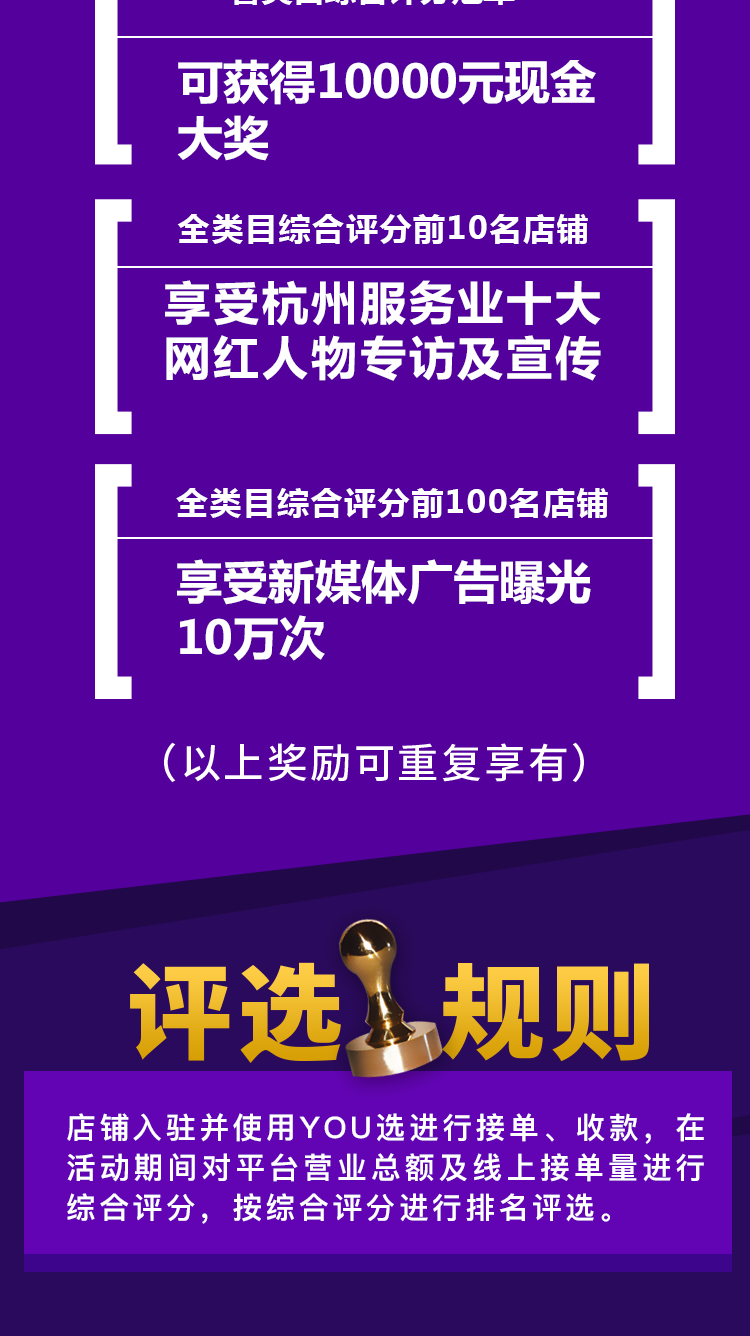 可获得10000元现金
大奖
全类目综合评分前10名店铺
享受杭州服务业十大
网红人物专访及宣传
全类目综合评分前100名店铺
享受新媒体广告曝光
10万次
（以上奖励可重复享有）
评选规则
店铺入驻并使用YOU选进行接单、收款，在
活动期间对平台营业总额及线上接单量进行
综合评分，按综合评分进行排名评选。